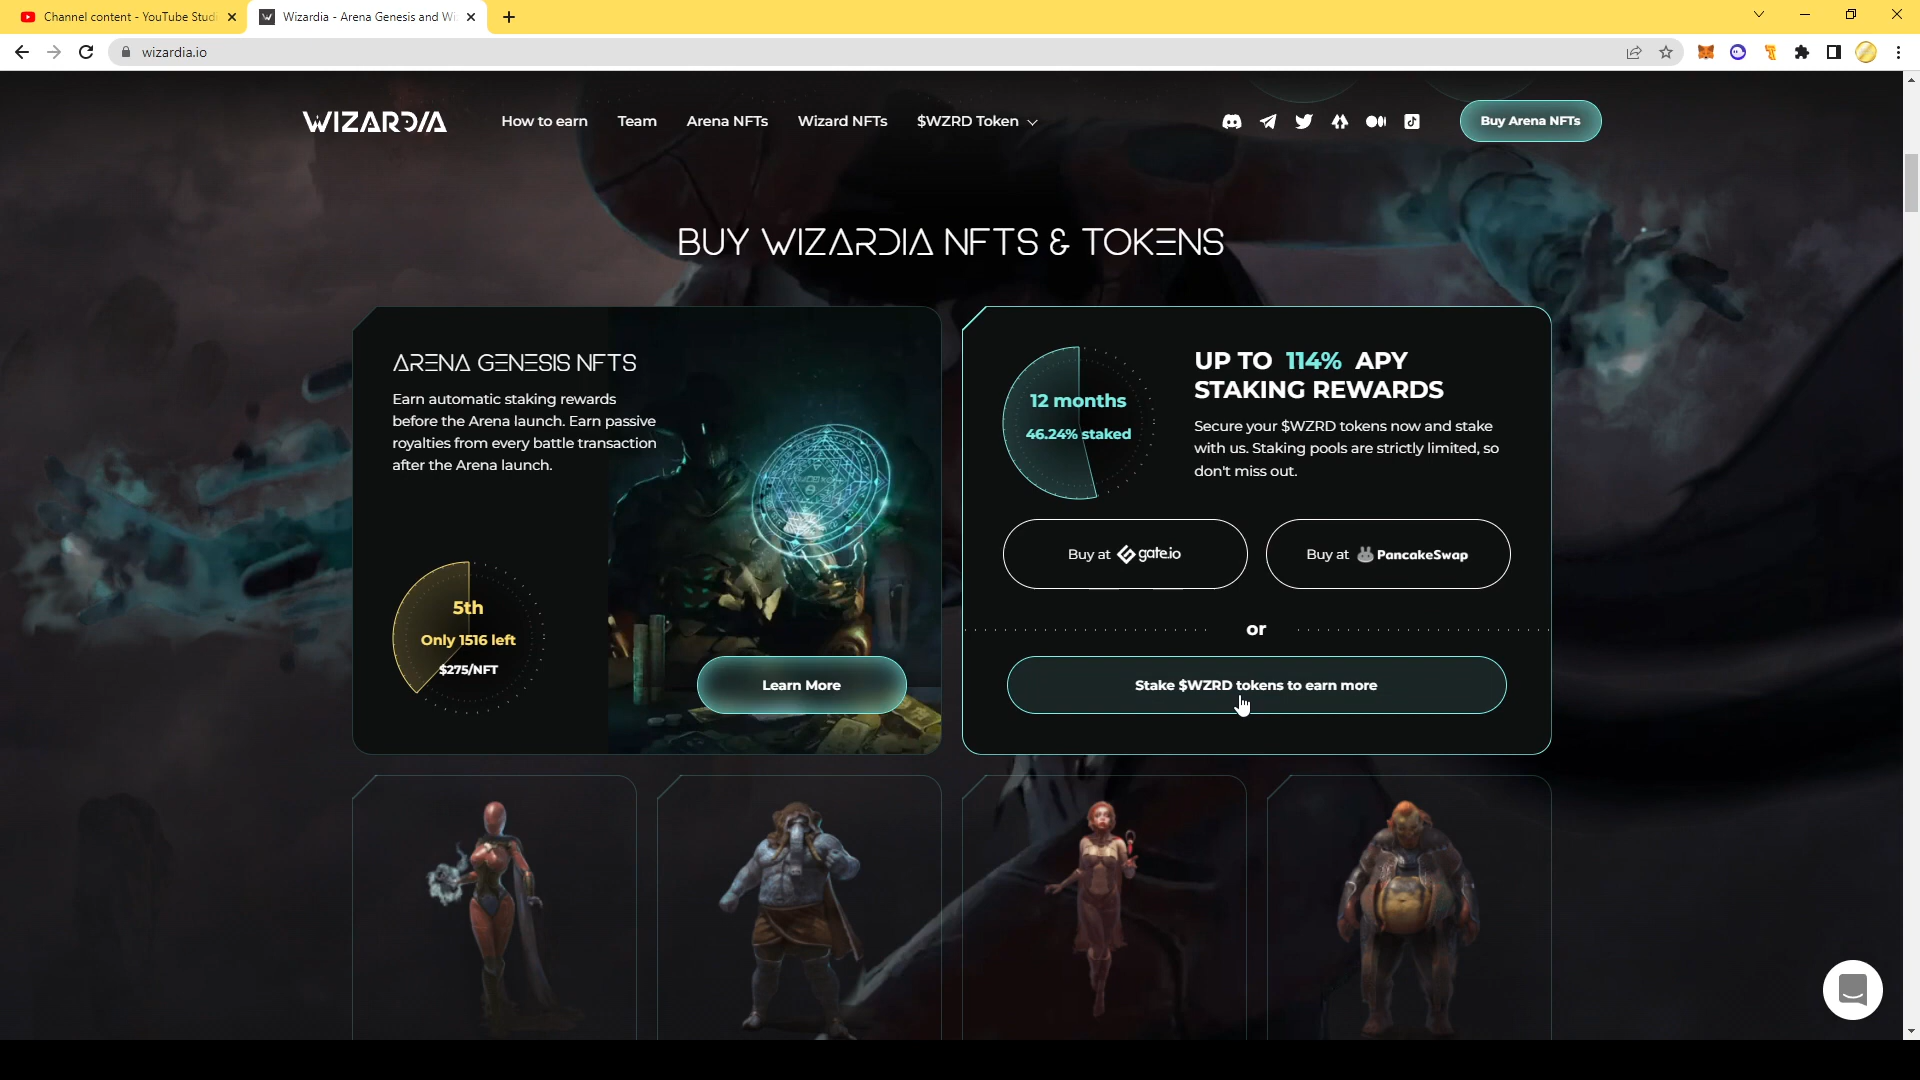 Channel content - YouTube Studi
Wizardia - Arena Genesis and Wi
wizardia.io
WIZARDIA
How to earn
Team
Arena NFTs
Wizard NFTs
$WZRD Token
Buy Arena NFTs
BUY WIZARDIA NFTS & TOKENS
ARENA GENESIS NFTS
Earn automatic staking rewards
before the Arena launch. Earn passive
royalties from every battle transaction
after the Arena launch.
5th
Only 1516 left
$275/NFT
Learn More
12 months
46.24% staked
UP TO 114% APY
STAKING REWARDS
Secure your $WZRD tokens now and stake
with us. Staking pools are strictly limited, so
don't miss out.
Buy at gate.io
Buy at PancakeSwap
or
Stake $WZRD tokens to earn more